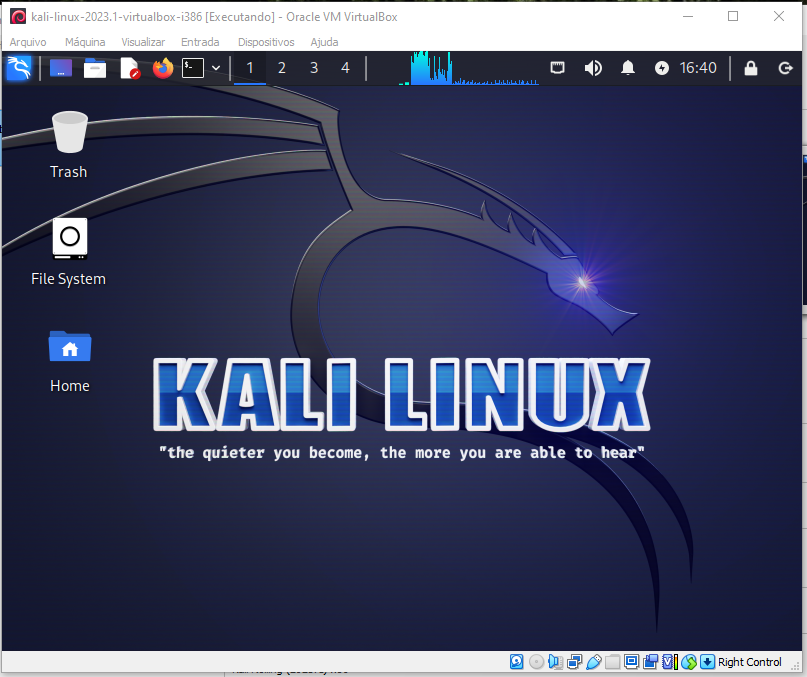 kali-linux-2023.1-virtualbox-i386 [Executando] - Oracle VM VirtualBox
Arquivo Máquina Visualizar Entrada Dispositivos Ajuda
1 2 3 4 16:40
Trash
File System
Home
KALI LINUX
"the quieter you become, the more you are able to hear"
Right Control